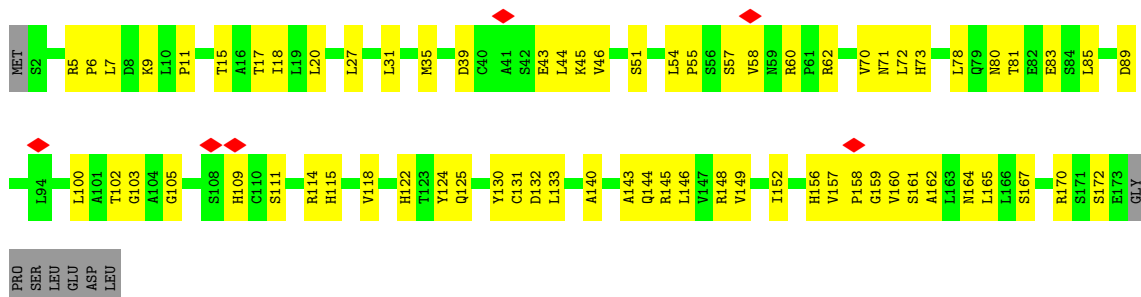 MET S2 R5 P6 L7 D8 K9 L10 P11 T15 A16 T17 I18 L19 L20 L27 L31 M35 D39 C40 A41 S42 E43 L44 K45 V46 S51 L54 P55 S56 S57 V58 N59 R60 P61 R62 V70 N71 L72 H73 L78 Q79 N80 T81 E82 E83 S84 L85 D89
L94 L100 A101 T102 G103 A104 G105 S108 H109 C110 S111 R114 H115 V118 H122 T123 Y124 Q125 Y130 C131 D132 L133 A140 A143 Q144 R145 L146 V147 R148 V149 I152 H156 V157 P158 G159 V160 S161 A162 L163 N164 L165 L166 S167 R170 S171 S172 E173 GLY
PRO SER LEU GLU ASP LEU